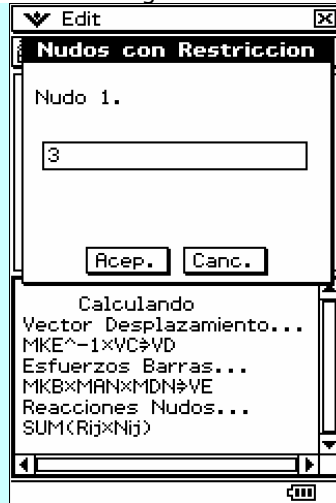 Edit
Nudos con Restriccion
Nudo 1.
3
Acep. Canc.
Calculando
Vector Desplazamiento...
MKE^-1×VC⇒VD
Esfuerzos Barras...
MKB×MAN×MDN⇒VE
Reacciones Nudos...
SUM(Rij×Nij)